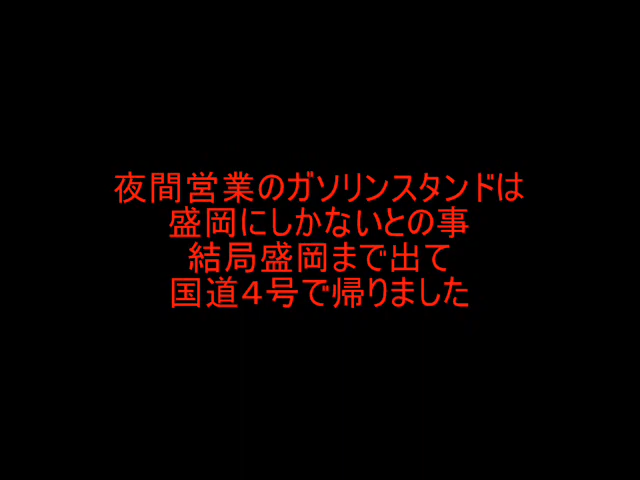 夜間営業のガソリンスタンドは
盛岡にしかないとの事
結局盛岡まで出て
国道４号で帰りました